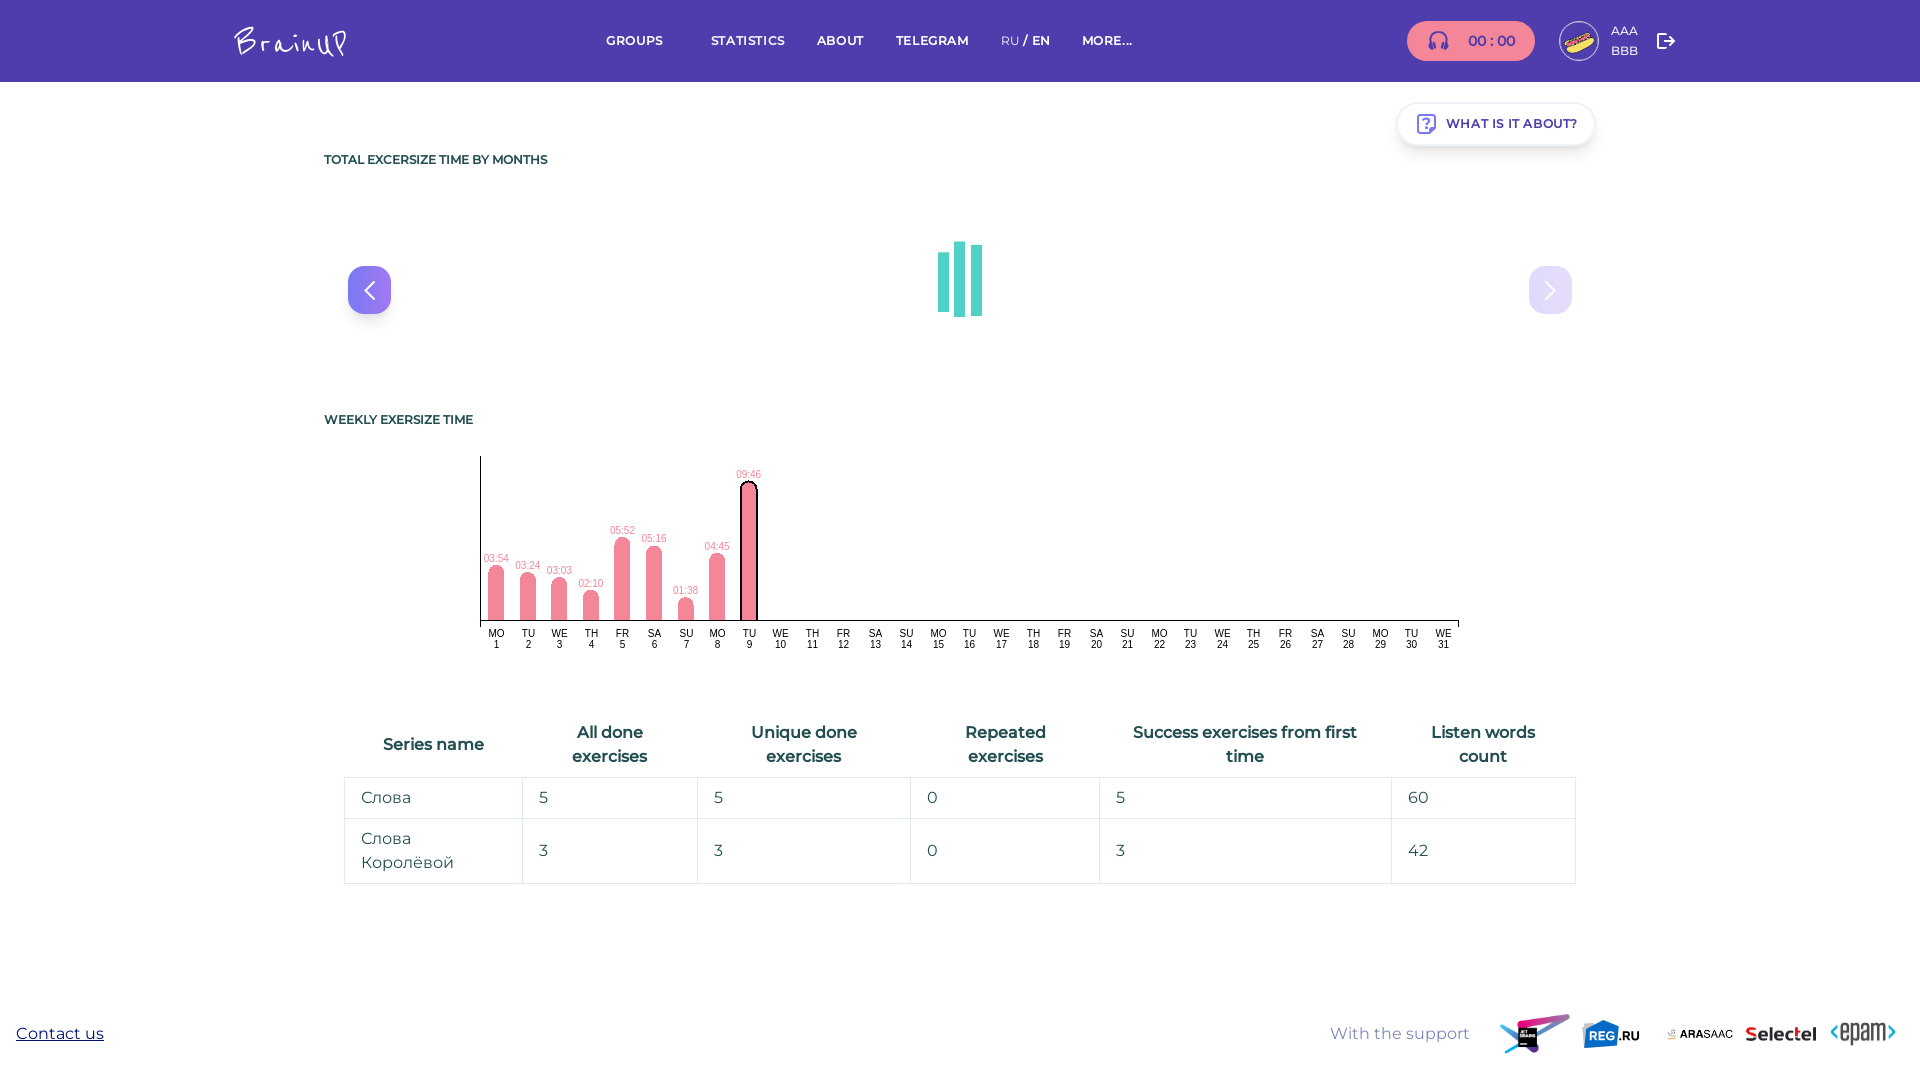 BrainUP
GROUPS STATISTICS ABOUT TELEGRAM RU / EN MORE...
00 : 00
AAA
BBB
WHAT IS IT ABOUT?
TOTAL EXCERSIZE TIME BY MONTHS
WEEKLY EXERSIZE TIME
03:54 03:24 03:03 02:10 05:52 05:16 01:38 04:45 09:46
MO TU WE TH FR SA SU MO TU WE TH FR SA SU MO TU WE TH FR SA SU MO TU WE TH FR SA SU MO TU WE
1 2 3 4 5 6 7 8 9 10 11 12 13 14 15 16 17 18 19 20 21 22 23 24 25 26 27 28 29 30 31
Series name All done exercises Unique done exercises Repeated exercises Success exercises from first time Listen words count
Слова 5 5 0 5 60
Слова Королёвой 3 3 0 3 42
Contact us
With the support
JET BRAINS
REG.RU
ARASAAC
Selectel
<epam>